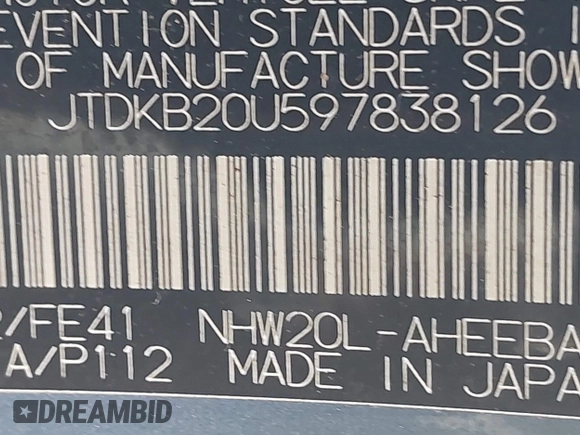 EVENTION STANDARDS I
OF MANUFACTURE SHOW
JTDKB20U597838126
/FE41 NHW20L-AHEEBA
A/P112 MADE IN JAPA
DREAMBID